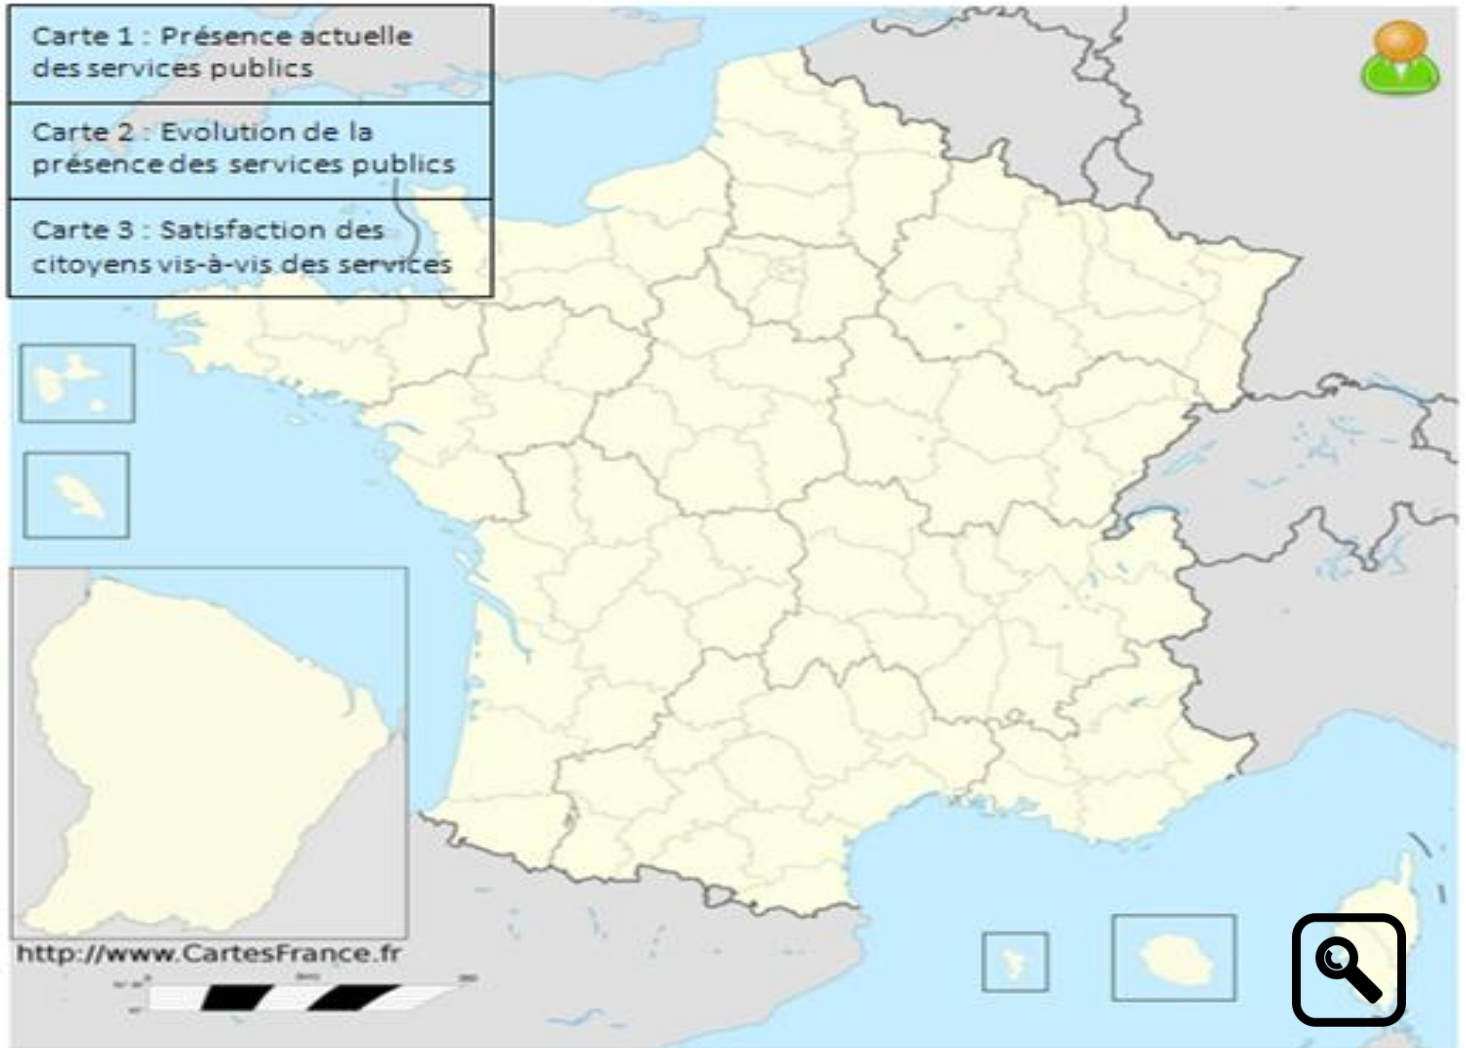 Carte 1 : Présence actuelle
des services publics
Carte 2 : Evolution de la
présence des services publics
Carte 3 : Satisfaction des
citoyens vis-à-vis des services
http://www.CartesFrance.fr